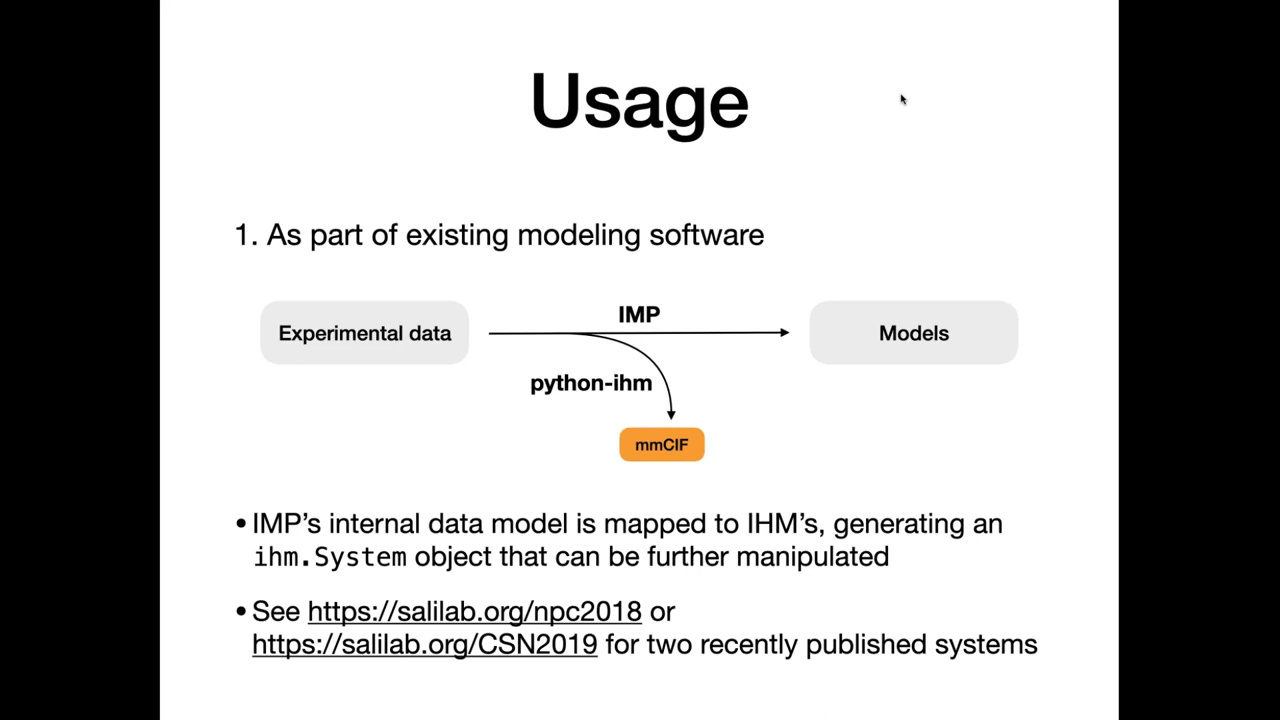 Usage
1. As part of existing modeling software
IMP
Experimental data
Models
python-ihm
mmCIF
• IMP’s internal data model is mapped to IHM’s, generating an
ihm.System object that can be further manipulated
• See https://salilab.org/npc2018 or
https://salilab.org/CSN2019 for two recently published systems